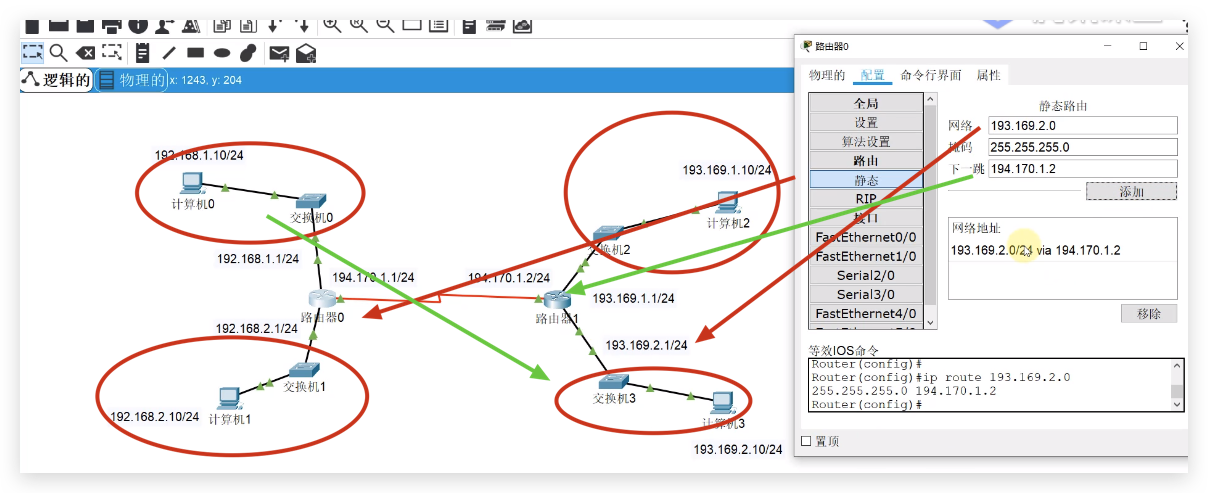 路由器0
逻辑的
物理的
x: 1243, y: 204
物理的 配置 命令行界面 属性
全局
设置
算法设置
路由
静态
RIP
接口
FastEthernet0/0
FastEthernet1/0
Serial2/0
Serial3/0
FastEthernet4/0
静态路由
网络 193.169.2.0
掩码 255.255.255.0
下一跳 194.170.1.2
添加
网络地址
193.169.2.0/24 via 194.170.1.2
移除
等效IOS命令
Router(config)#
Router(config)#ip route 193.169.2.0
255.255.255.0 194.170.1.2
Router(config)#
置顶
192.168.1.10/24
计算机0
交换机0
192.168.1.1/24
194.170.1.1/24
路由器0
192.168.2.1/24
交换机1
192.168.2.10/24
计算机1
193.169.1.10/24
计算机2
交换机2
194.170.1.2/24
193.169.1.1/24
路由器1
193.169.2.1/24
交换机3
计算机3
193.169.2.10/24